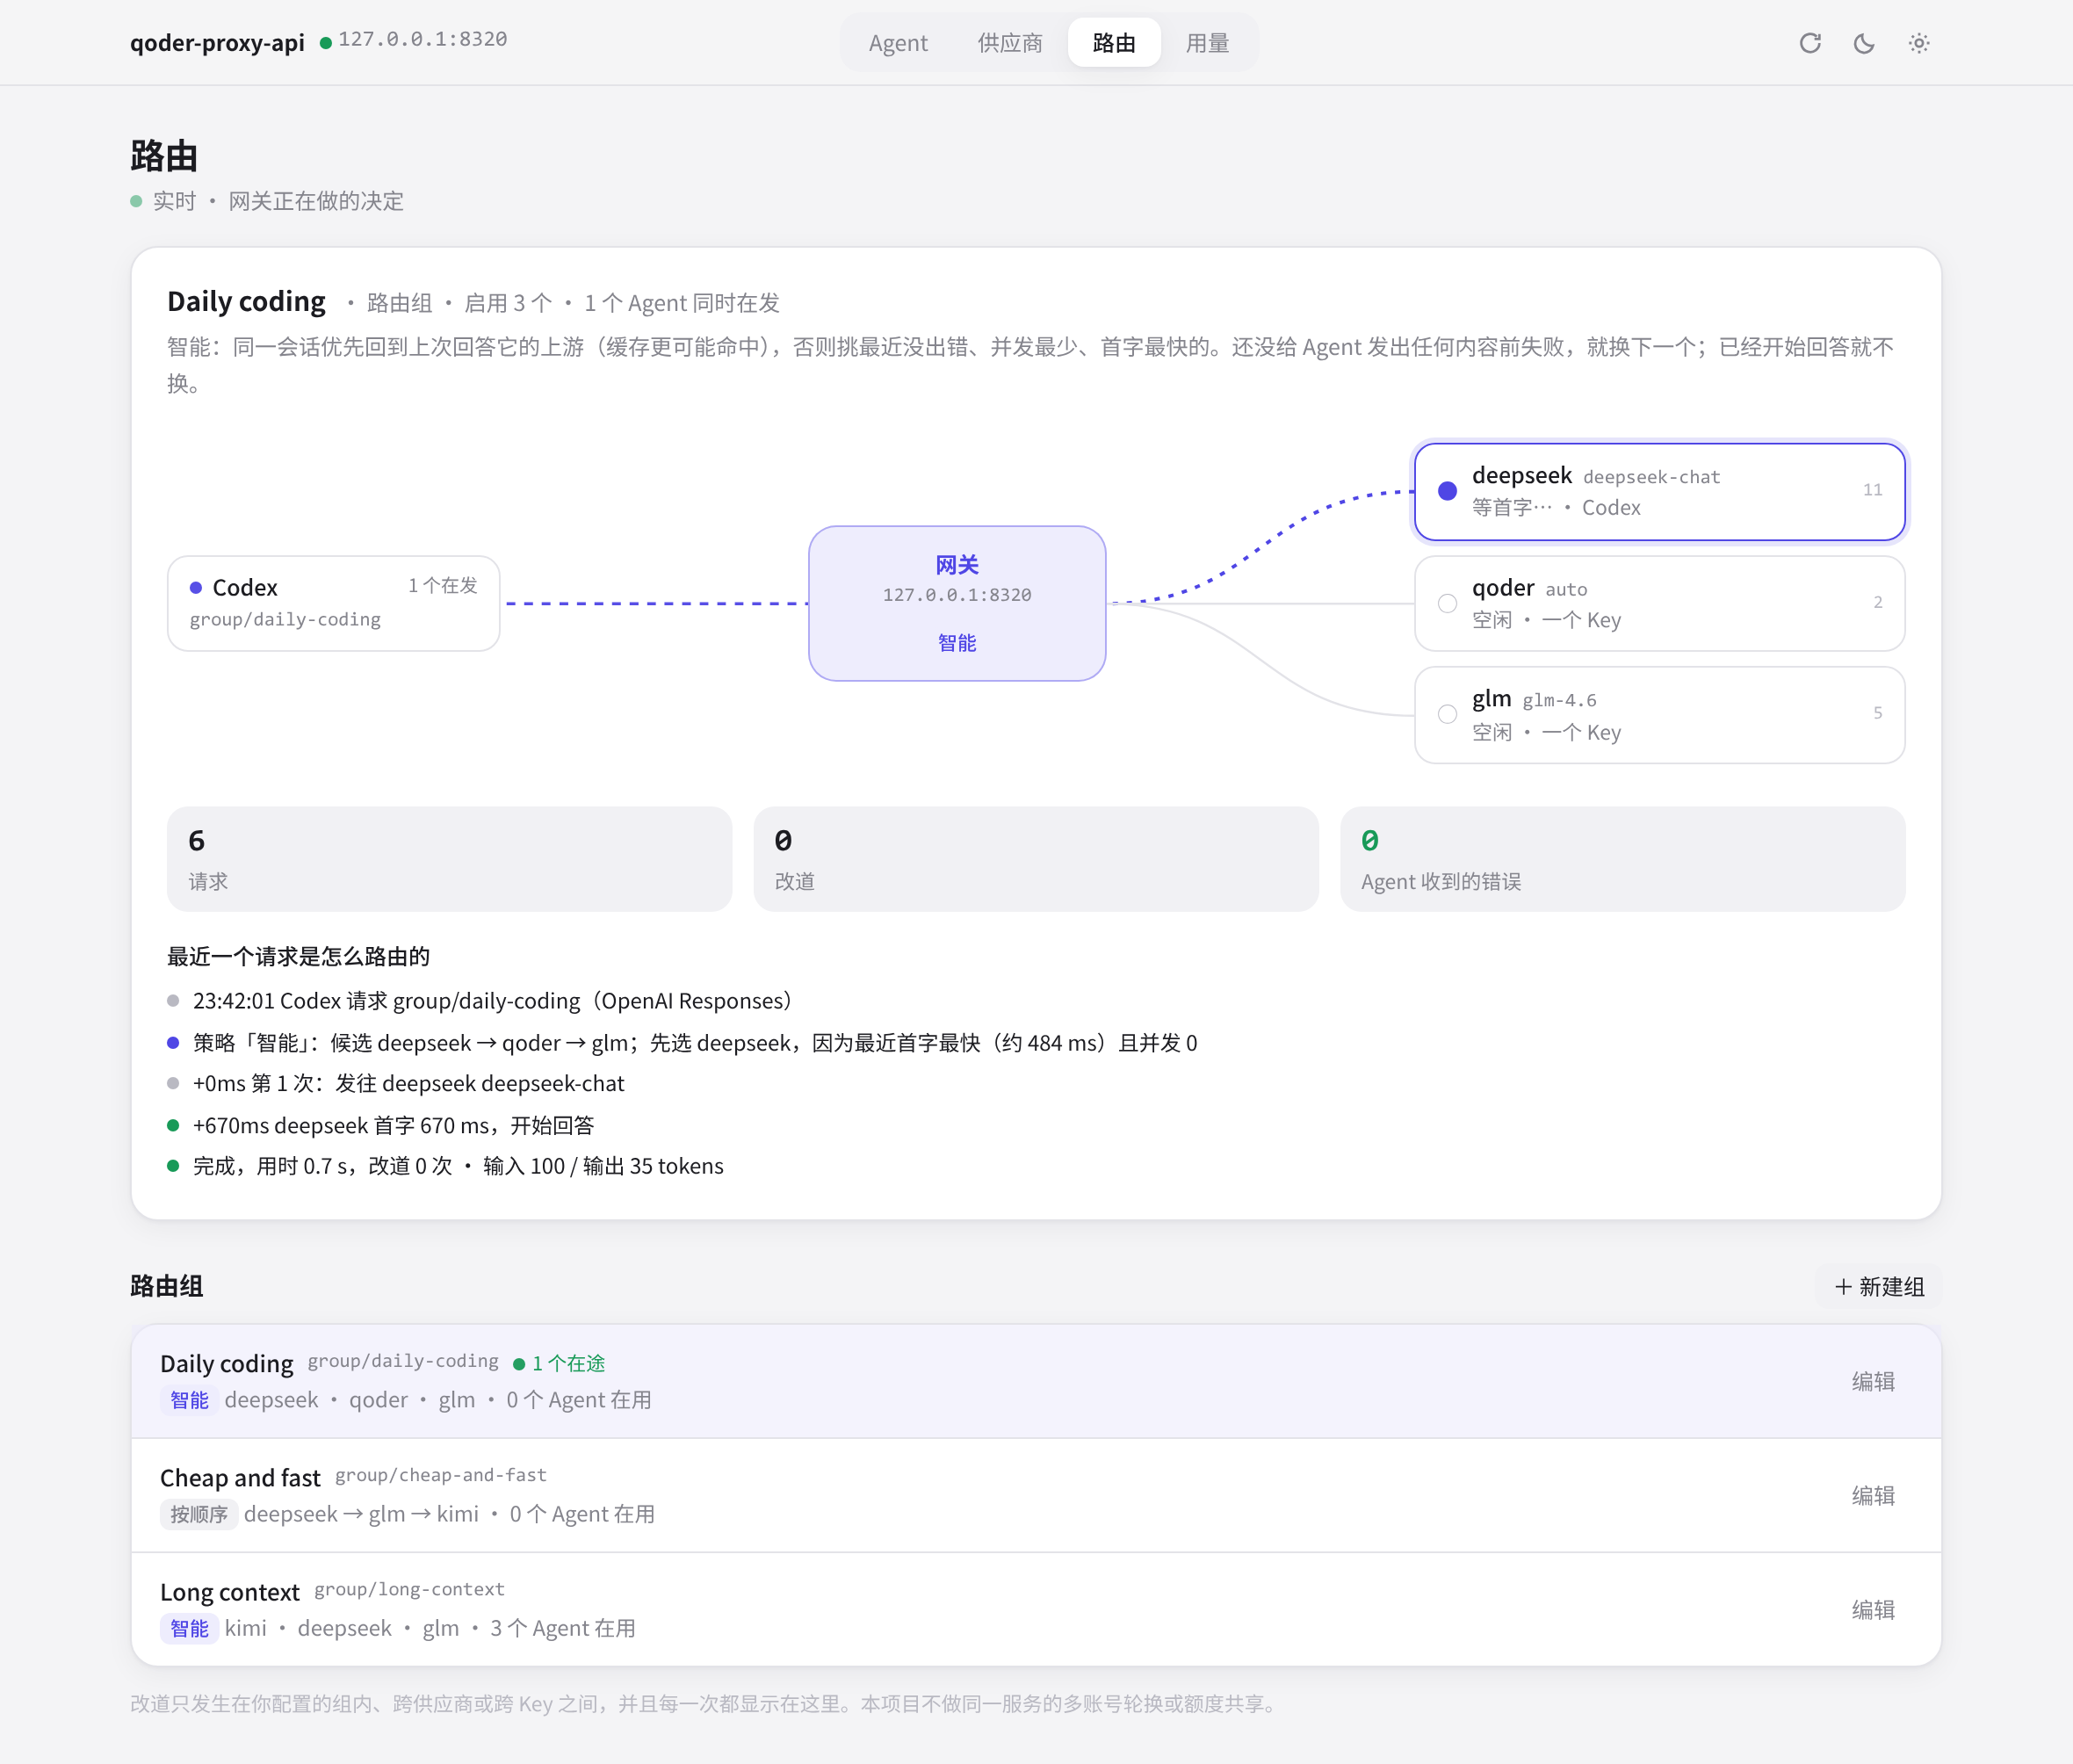 qoder-proxy-api 127.0.0.1:8320 Agent 供应商 路由 用量
路由
实时 · 网关正在做的决定
Daily coding · 路由组 · 启用 3 个 · 1 个 Agent 同时在发
智能：同一会话优先回到上次回答它的上游（缓存更可能命中），否则挑最近没出错、并发最少、首字最快的。还没给 Agent 发出任何内容前失败，就换下一个；已经开始回答就不
换。
Codex 1 个在发
group/daily-coding
网关
127.0.0.1:8320
智能
deepseek deepseek-chat 11
等首字… · Codex
qoder auto 2
空闲 · 一个 Key
glm glm-4.6 5
空闲 · 一个 Key
6
请求
0
改道
0
Agent 收到的错误
最近一个请求是怎么路由的
23:42:01 Codex 请求 group/daily-coding（OpenAI Responses）
策略「智能」：候选 deepseek → qoder → glm；先选 deepseek，因为最近首字最快（约 484 ms）且并发 0
+0ms 第 1 次：发往 deepseek deepseek-chat
+670ms deepseek 首字 670 ms，开始回答
完成，用时 0.7 s，改道 0 次 · 输入 100 / 输出 35 tokens
路由组 + 新建组
Daily coding group/daily-coding 1 个在途
智能 deepseek · qoder · glm · 0 个 Agent 在用
编辑
Cheap and fast group/cheap-and-fast
按顺序 deepseek → glm → kimi · 0 个 Agent 在用
编辑
Long context group/long-context
智能 kimi · deepseek · glm · 3 个 Agent 在用
编辑
改道只发生在你配置的组内、跨供应商或跨 Key 之间，并且每一次都显示在这里。本项目不做同一服务的多账号轮换或额度共享。